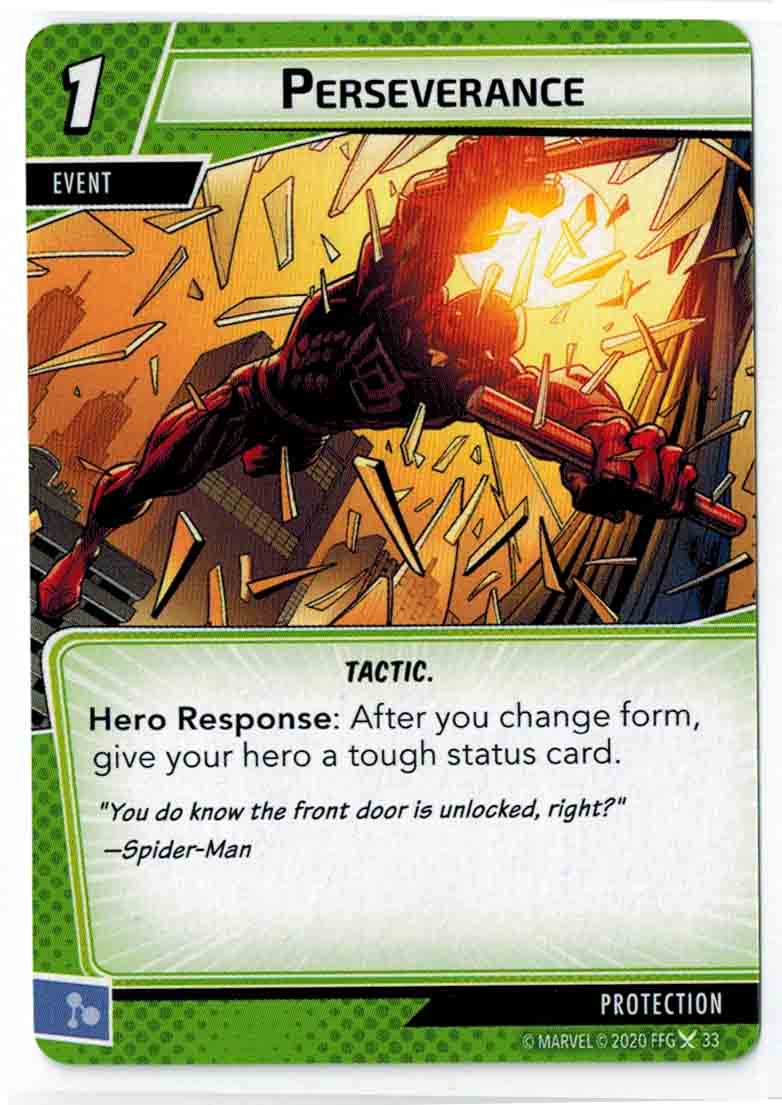 1
PERSEVERANCE
EVENT
TACTIC.
Hero Response: After you change form,
give your hero a tough status card.
"You do know the front door is unlocked, right?"
—Spider-Man
PROTECTION
© MARVEL © 2020 FFG 33